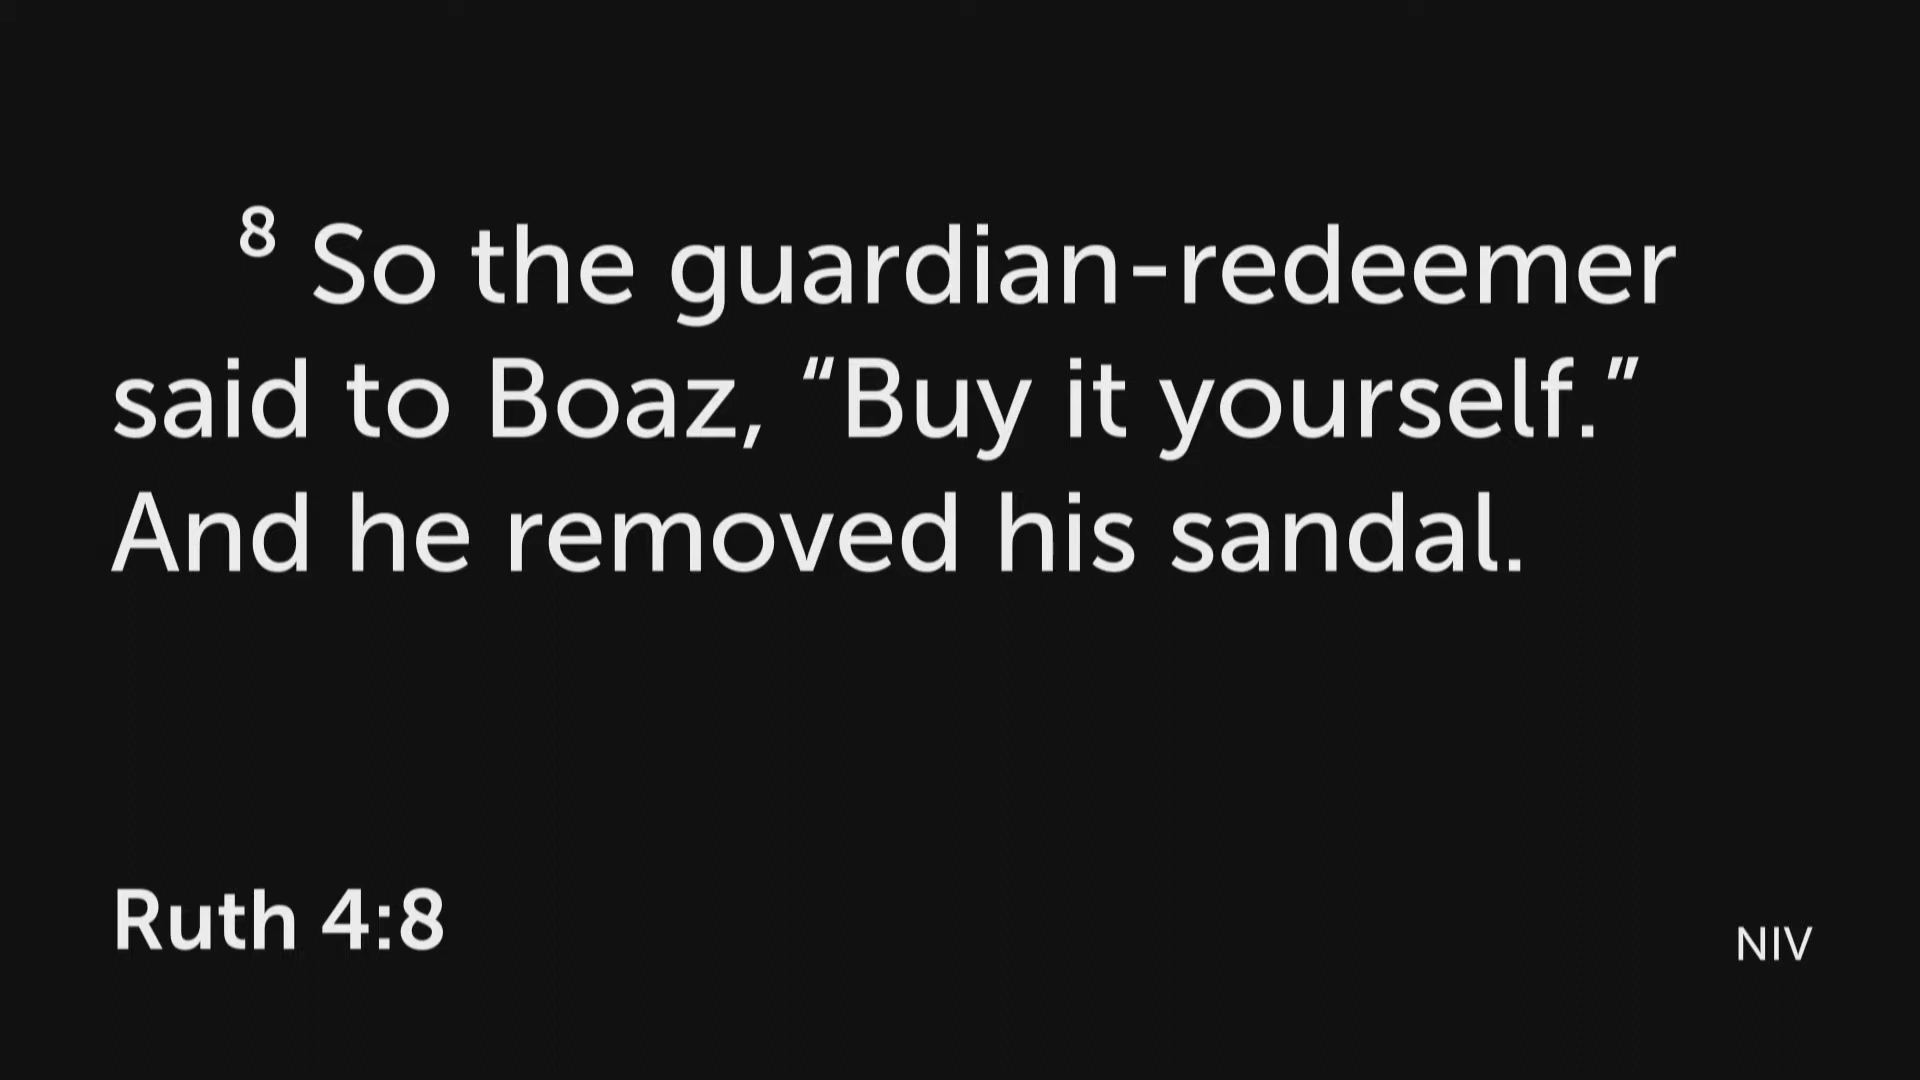 8 So the guardian-redeemer
said to Boaz, “Buy it yourself.”
And he removed his sandal.
Ruth 4:8
NIV